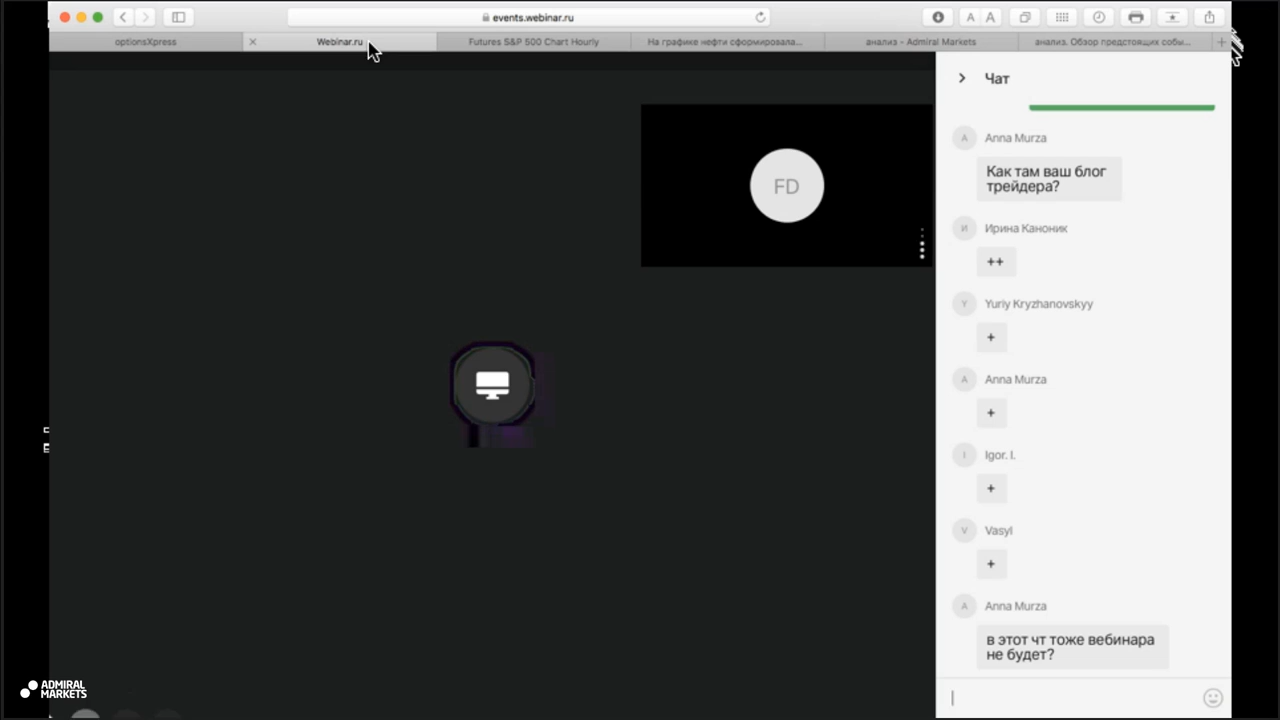 events.webinar.ru
A A
optionsXpress
Webinar.ru
Futures S&P 500 Chart Hourly
На графике нефти сформировала...
анализ - Admiral Markets
анализ. Обзор предстоящих собы...
Чат
A
Anna Murza
Как там ваш блог
трейдера?
И
Ирина Каноник
++
Y
Yuriy Kryzhanovskyy
+
A
Anna Murza
+
I
Igor. I.
+
V
Vasyl
+
A
Anna Murza
в этот чт тоже вебинара
не будет?
FD
ADMIRAL
MARKETS